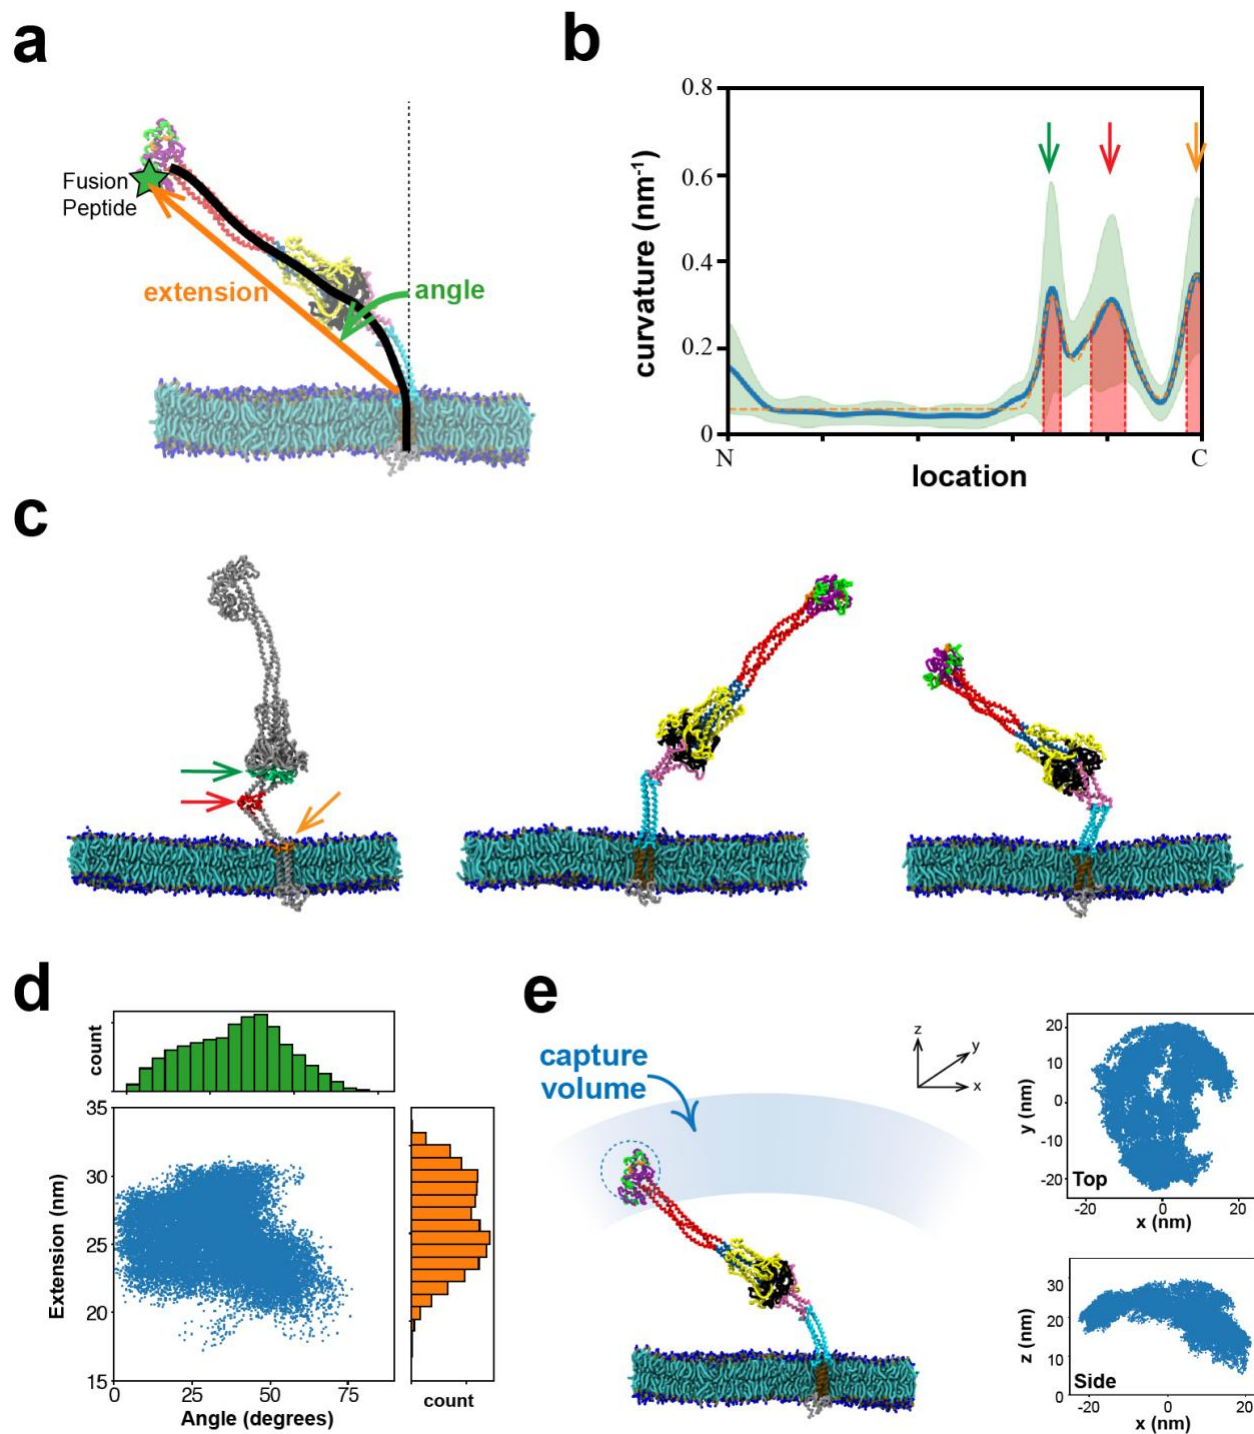 a
Fusion
Peptide
extension
angle
b
curvature (nm-1)
0.8
0.6
0.4
0.2
0
N
C
location
c
d
count
Extension (nm)
35
30
25
20
15
0
25
50
75
Angle (degrees)
count
e
capture
volume
z
y
x
y (nm)
20
10
0
-10
-20
Top
-20
0
20
x (nm)
z (nm)
30
20
10
0
Side
-20
0
20
x (nm)